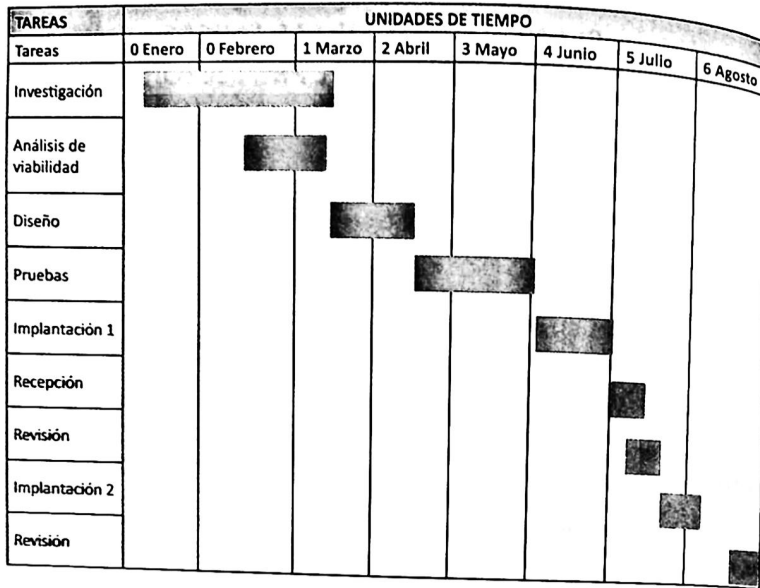 TAREAS UNIDADES DE TIEMPO
Tareas 0 Enero 0 Febrero 1 Marzo 2 Abril 3 Mayo 4 Junio 5 Julio 6 Agosto
Investigación
Análisis de
viabilidad
Diseño
Pruebas
Implantación 1
Recepción
Revisión
Implantación 2
Revisión